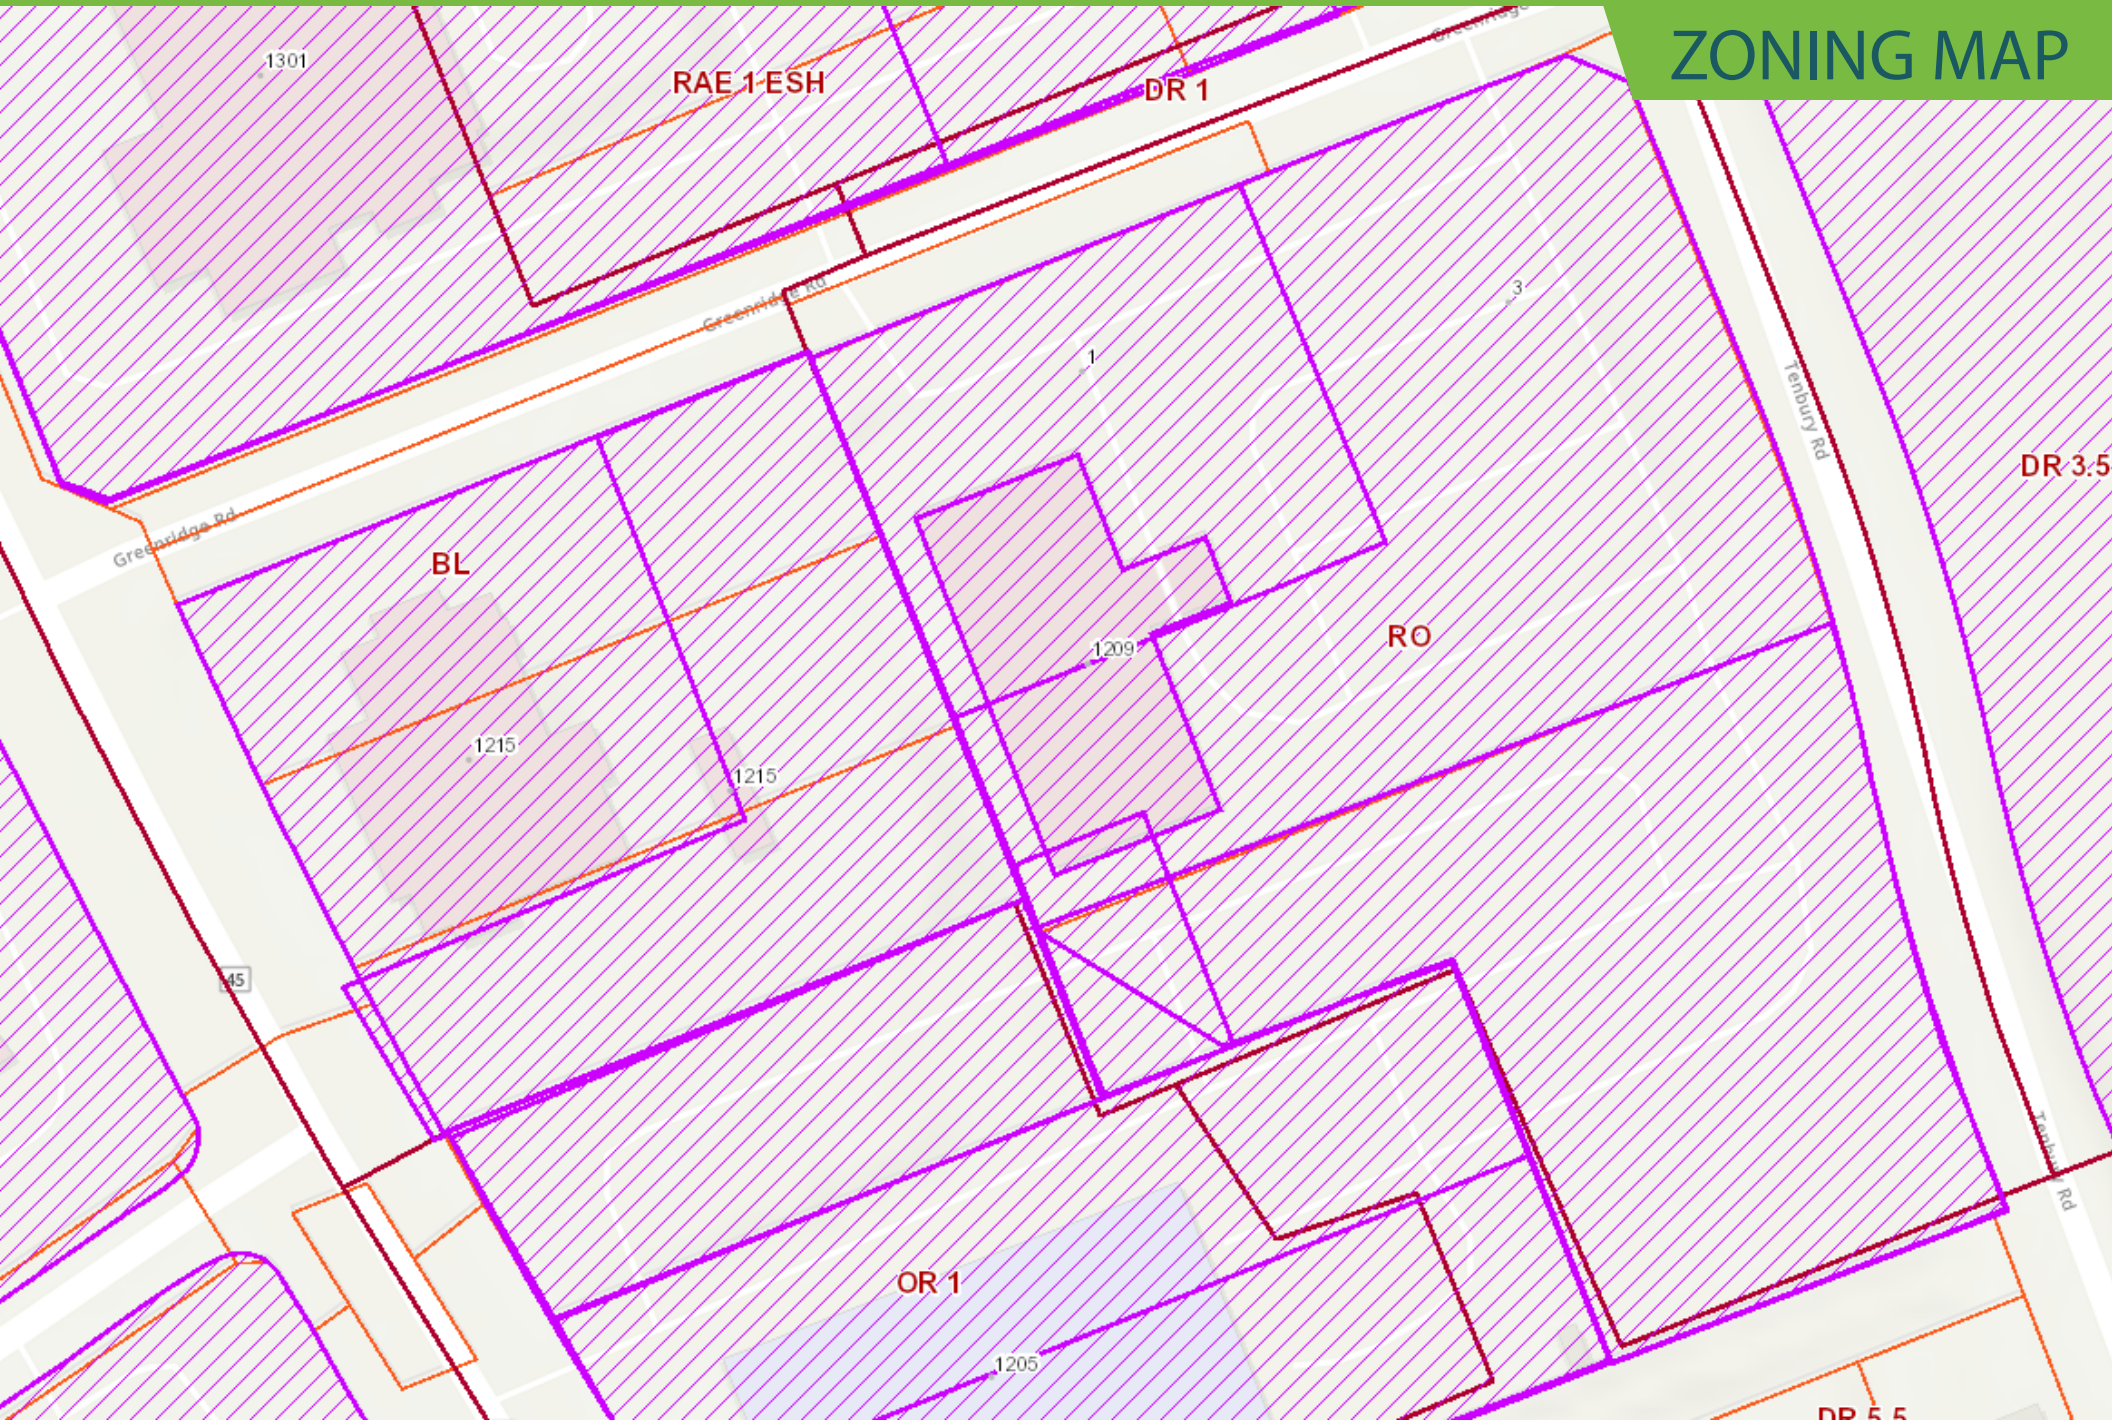 ZONING MAP
Greenridge
1301
RAE 1 ESH
DR 1
Greenridge Rd
3
1
Tenbury Rd
DR 3.5
Greenridge Rd
BL
RO
1209
1215
1215
45
Tenbury Rd
OR 1
1205
DR 5.5